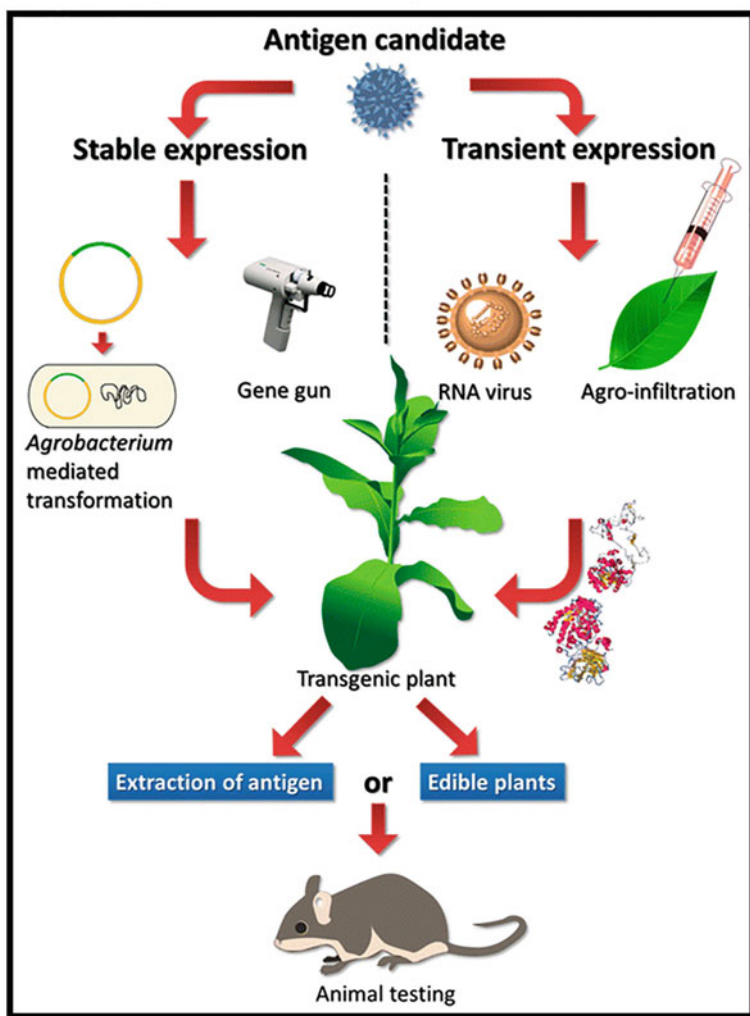 Antigen candidate
Stable expression
Transient expression
Gene gun
RNA virus
Agro-infiltration
Agrobacterium
mediated
transformation
Transgenic plant
Extraction of antigen
or
Edible plants
Animal testing